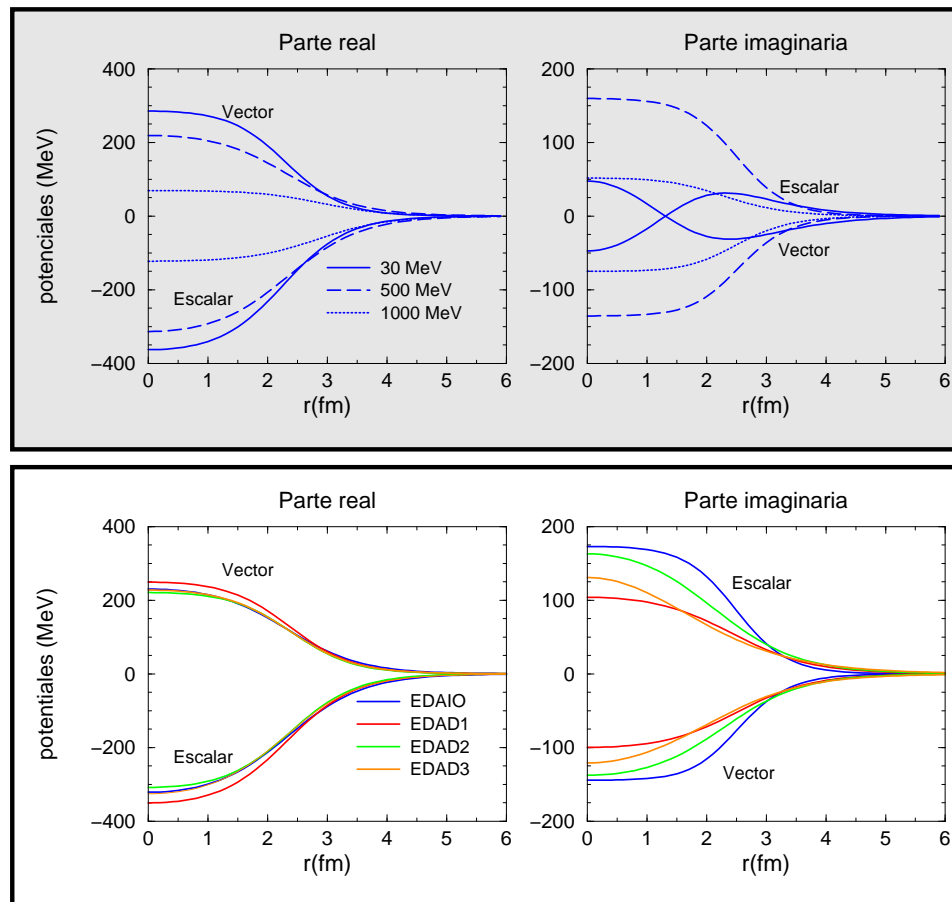 Parte real
Parte imaginaria
potenciales (MeV)
400
200
0
−200
−400
Vector
Escalar
30 MeV
500 MeV
1000 MeV
0 1 2 3 4 5 6
r(fm)
200
100
0
−100
−200
Escalar
Vector
0 1 2 3 4 5 6
r(fm)
Parte real
Parte imaginaria
potentiales (MeV)
400
200
0
−200
−400
Vector
Escalar
EDAIO
EDAD1
EDAD2
EDAD3
0 1 2 3 4 5 6
r(fm)
200
100
0
−100
−200
Escalar
Vector
0 1 2 3 4 5 6
r(fm)